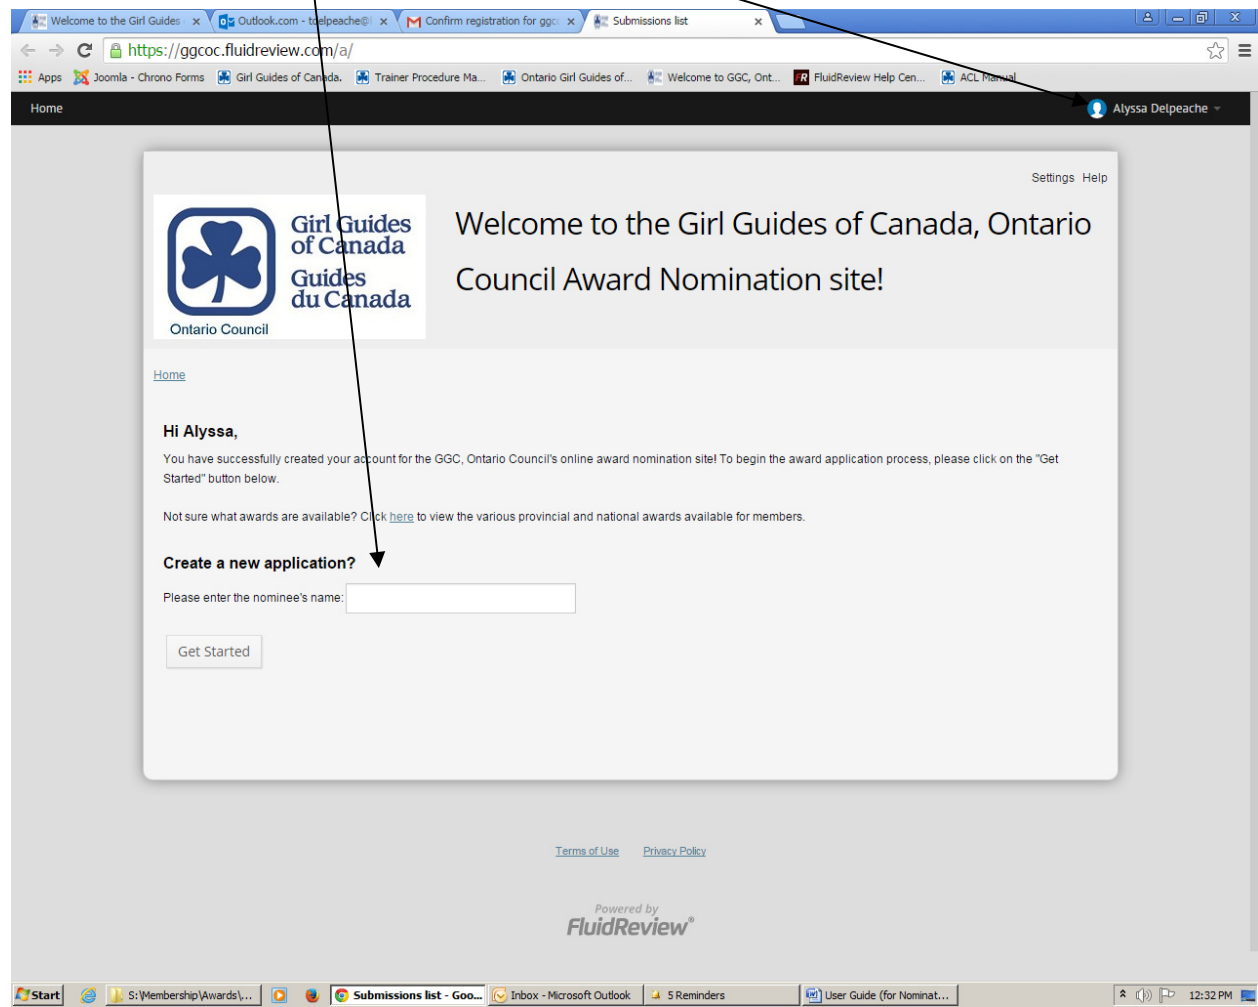 Welcome to the Girl Guides
Outlook.com - tdelpeache@
Confirm registration for ggco
Submissions list
https://ggcoc.fluidreview.com/a/
Apps Joomla - Chrono Forms Girl Guides of Canada. Trainer Procedure Ma... Ontario Girl Guides of... Welcome to GGC, Ont... FluidReview Help Cen... ACL Manual
Home
Alyssa Delpeache
Settings Help
Girl Guides
of Canada
Guides
du Canada
Ontario Council
Welcome to the Girl Guides of Canada, Ontario
Council Award Nomination site!
Home
Hi Alyssa,
You have successfully created your account for the GGC, Ontario Council's online award nomination site! To begin the award application process, please click on the "Get
Started" button below.
Not sure what awards are available? Click here to view the various provincial and national awards available for members.
Create a new application?
Please enter the nominee's name:
Get Started
Terms of Use Privacy Policy
Powered by
FluidReview®
Start S:\Membership\Awards\... Submissions list - Goo... Inbox - Microsoft Outlook 5 Reminders User Guide (for Nominat... 12:32 PM